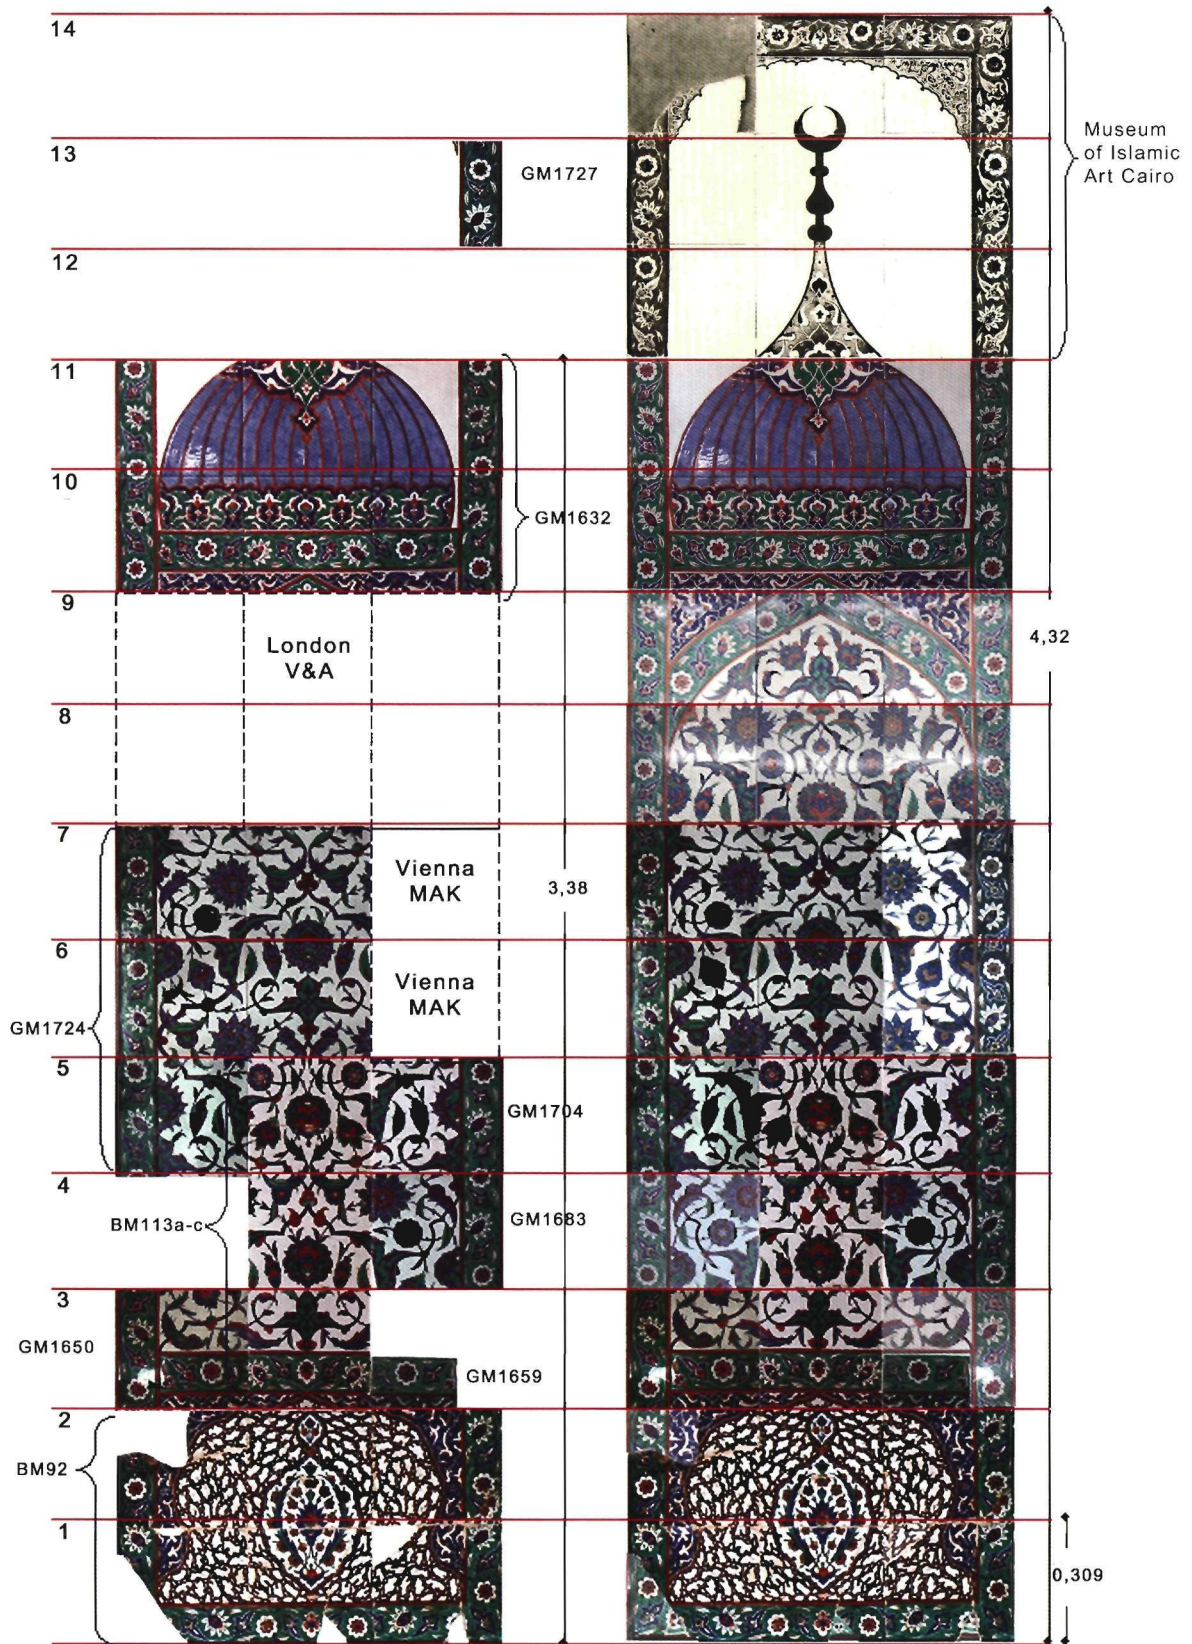 14
Museum
of Islamic
Art Cairo
13
GM1727
12
11
10
GM1632
9
London
V&A
4,32
8
7
Vienna
MAK
3,38
6
Vienna
MAK
GM1724
5
GM1704
4
BM113a-c
GM1683
3
GM1650
GM1659
2
BM92
1
0,309